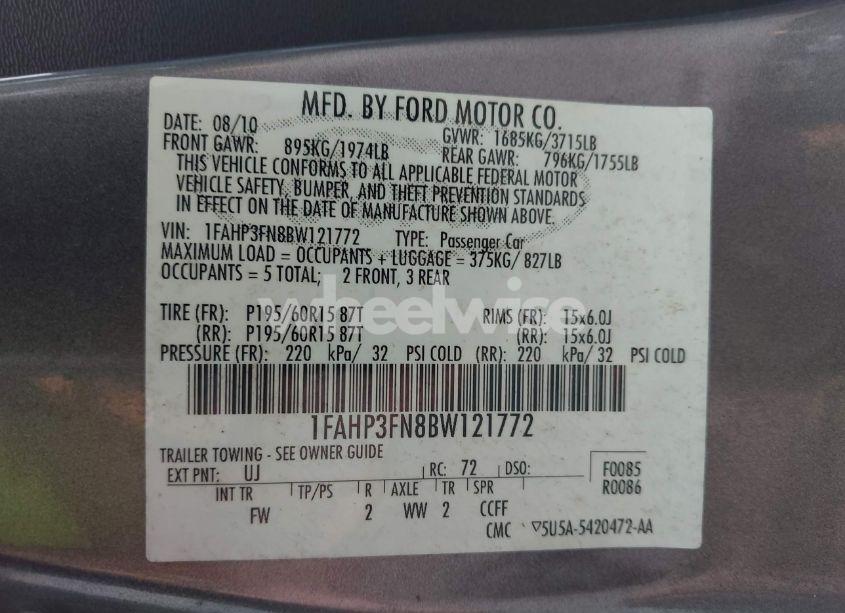 MFD. BY FORD MOTOR CO.
DATE: 08/10 GVWR: 1685KG/3715LB
FRONT GAWR: 895KG/1974LB REAR GAWR: 796KG/1755LB
THIS VEHICLE CONFORMS TO ALL APPLICABLE FEDERAL MOTOR
VEHICLE SAFETY, BUMPER, AND THEFT PREVENTION STANDARDS
IN EFFECT ON THE DATE OF MANUFACTURE SHOWN ABOVE.
VIN: 1FAHP3FN8BW121772 TYPE: Passenger Car
MAXIMUM LOAD = OCCUPANTS + LUGGAGE = 375KG/ 827LB
OCCUPANTS = 5 TOTAL; 2 FRONT, 3 REAR
wheelwise
TIRE (FR): P195/60R15 87T RIMS (FR): 15x6.0J
(RR): P195/60R15 87T (RR): 15x6.0J
PRESSURE (FR): 220 kPa/ 32 PSI COLD (RR): 220 kPa/ 32 PSI COLD
1FAHP3FN8BW121772
TRAILER TOWING - SEE OWNER GUIDE
EXT PNT: UJ RC: 72 DSO: F0085
INT TR TP/PS R AXLE TR SPR R0086
FW 2 WW 2 CCFF
CMC ▽5U5A-5420472-AA